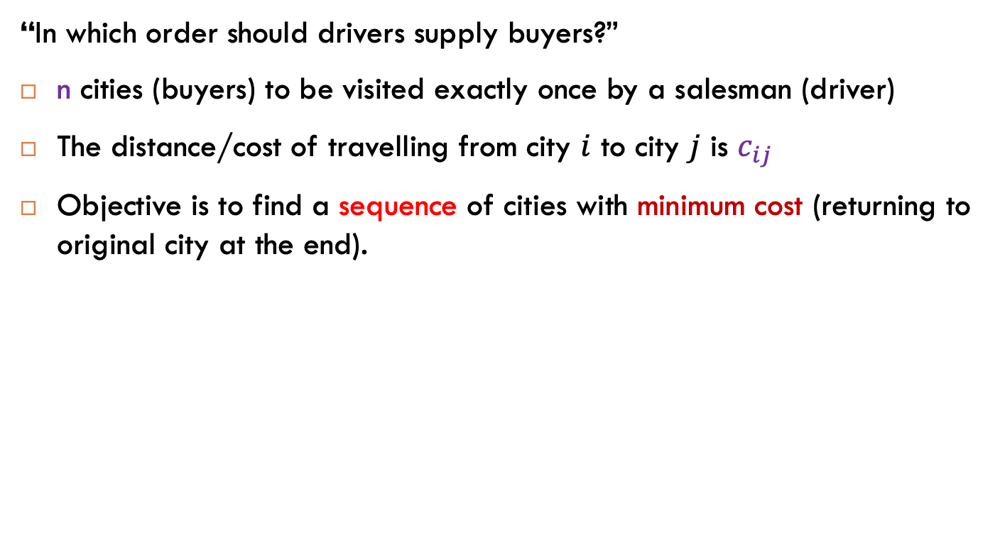 “In which order should drivers supply buyers?”
n cities (buyers) to be visited exactly once by a salesman (driver)
The distance/cost of travelling from city i to city j is c_{ij}
Objective is to find a sequence of cities with minimum cost (returning to
original city at the end).